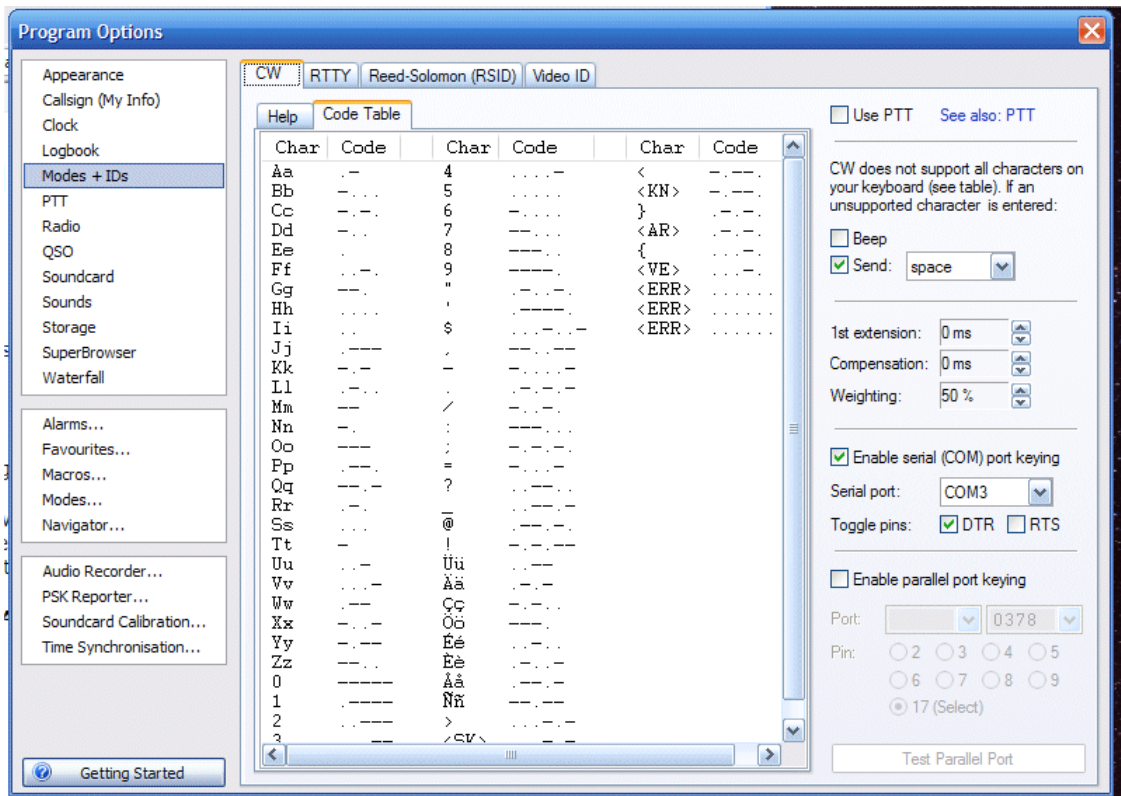 Program Options
Appearance
Callsign (My Info)
Clock
Logbook
Modes + IDs
PTT
Radio
QSO
Soundcard
Sounds
Storage
SuperBrowser
Waterfall
Alarms...
Favourites...
Macros...
Modes...
Navigator...
Audio Recorder...
PSK Reporter...
Soundcard Calibration...
Time Synchronisation...
Getting Started
CW RTTY Reed-Solomon (RSID) Video ID
Help Code Table
Char Code Char Code Char Code
Aa .- 4 ....- < -.--.
Bb -... 5 ..... <KN> -.--.
Cc -.-. 6 -.... } .-.-.
Dd -.. 7 --... <AR> .-.-.
Ee . 8 ---.. { ...-.
Ff ..-. 9 ----. <VE> ...-.
Gg --. " .-..-. <ERR> ......
Hh .... ' .----. <ERR> ......
Ii .. $ ...-..- <ERR> ......
Jj .--- , --..--
Kk -.- - -....-
Ll .-.. . .-.-.-
Mm -- / -..-.
Nn -. : ---...
Oo --- ; -.-.-.
Pp .--. = -...-
Qq --.- ? ..--..
Rr .-. _ ..--.-
Ss ... @ .--.-.
Tt - ! -.-.--
Uu ..- Üü ..--
Vv ...- Ää .-.-
Ww .-- Çç -.-..
Xx -..- Öö ---.
Yy -.-- Éé ..-..
Zz --.. Èè .-..-
0 ----- Åå .--.-
1 .---- Ññ --.--
2 ..--- > ...-.-
3 <SK>
Use PTT See also: PTT
CW does not support all characters on
your keyboard (see table). If an
unsupported character is entered:
Beep
Send: space
1st extension: 0 ms
Compensation: 0 ms
Weighting: 50 %
Enable serial (COM) port keying
Serial port: COM3
Toggle pins: DTR RTS
Enable parallel port keying
Port: 0378
Pin: 2 3 4 5
6 7 8 9
17 (Select)
Test Parallel Port